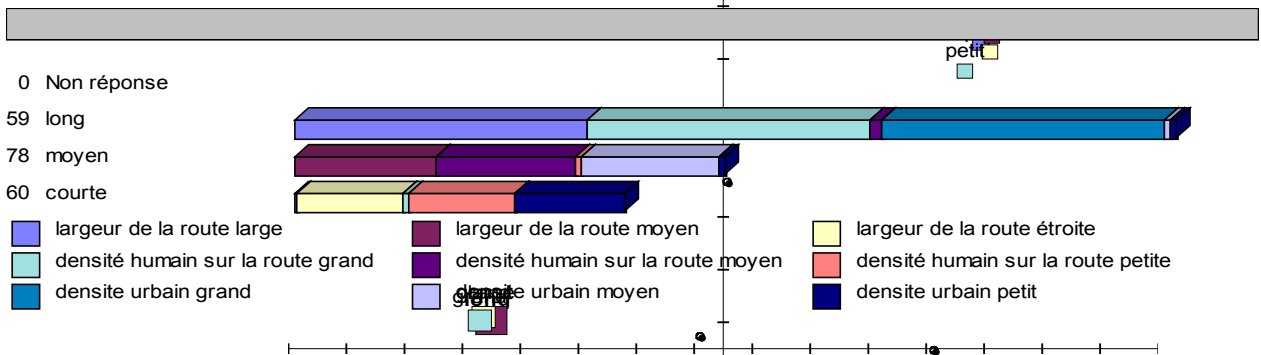 petit
0 Non réponse
59 long
78 moyen
60 courte
largeur de la route large
largeur de la route moyen
largeur de la route étroite
densité humain sur la route grand
densité humain sur la route moyen
densité humain sur la route petite
densite urbain grand
densite urbain moyen
densite urbain petit